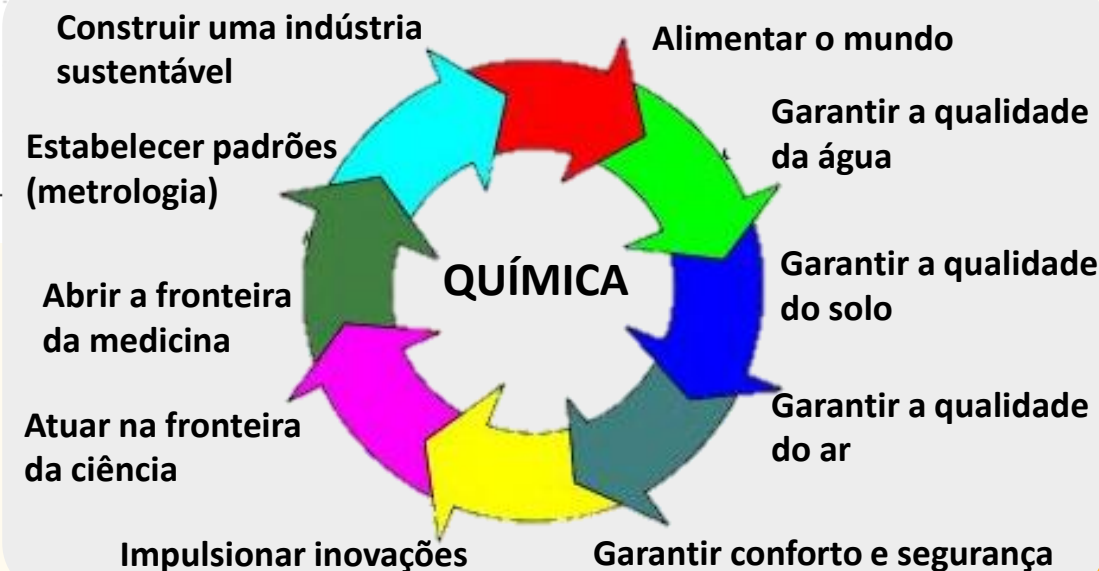 Construir uma indústria
sustentável
Alimentar o mundo
Garantir a qualidade
da água
Estabelecer padrões
(metrologia)
QUÍMICA
Garantir a qualidade
do solo
Abrir a fronteira
da medicina
Garantir a qualidade
do ar
Atuar na fronteira
da ciência
Impulsionar inovações
Garantir conforto e segurança